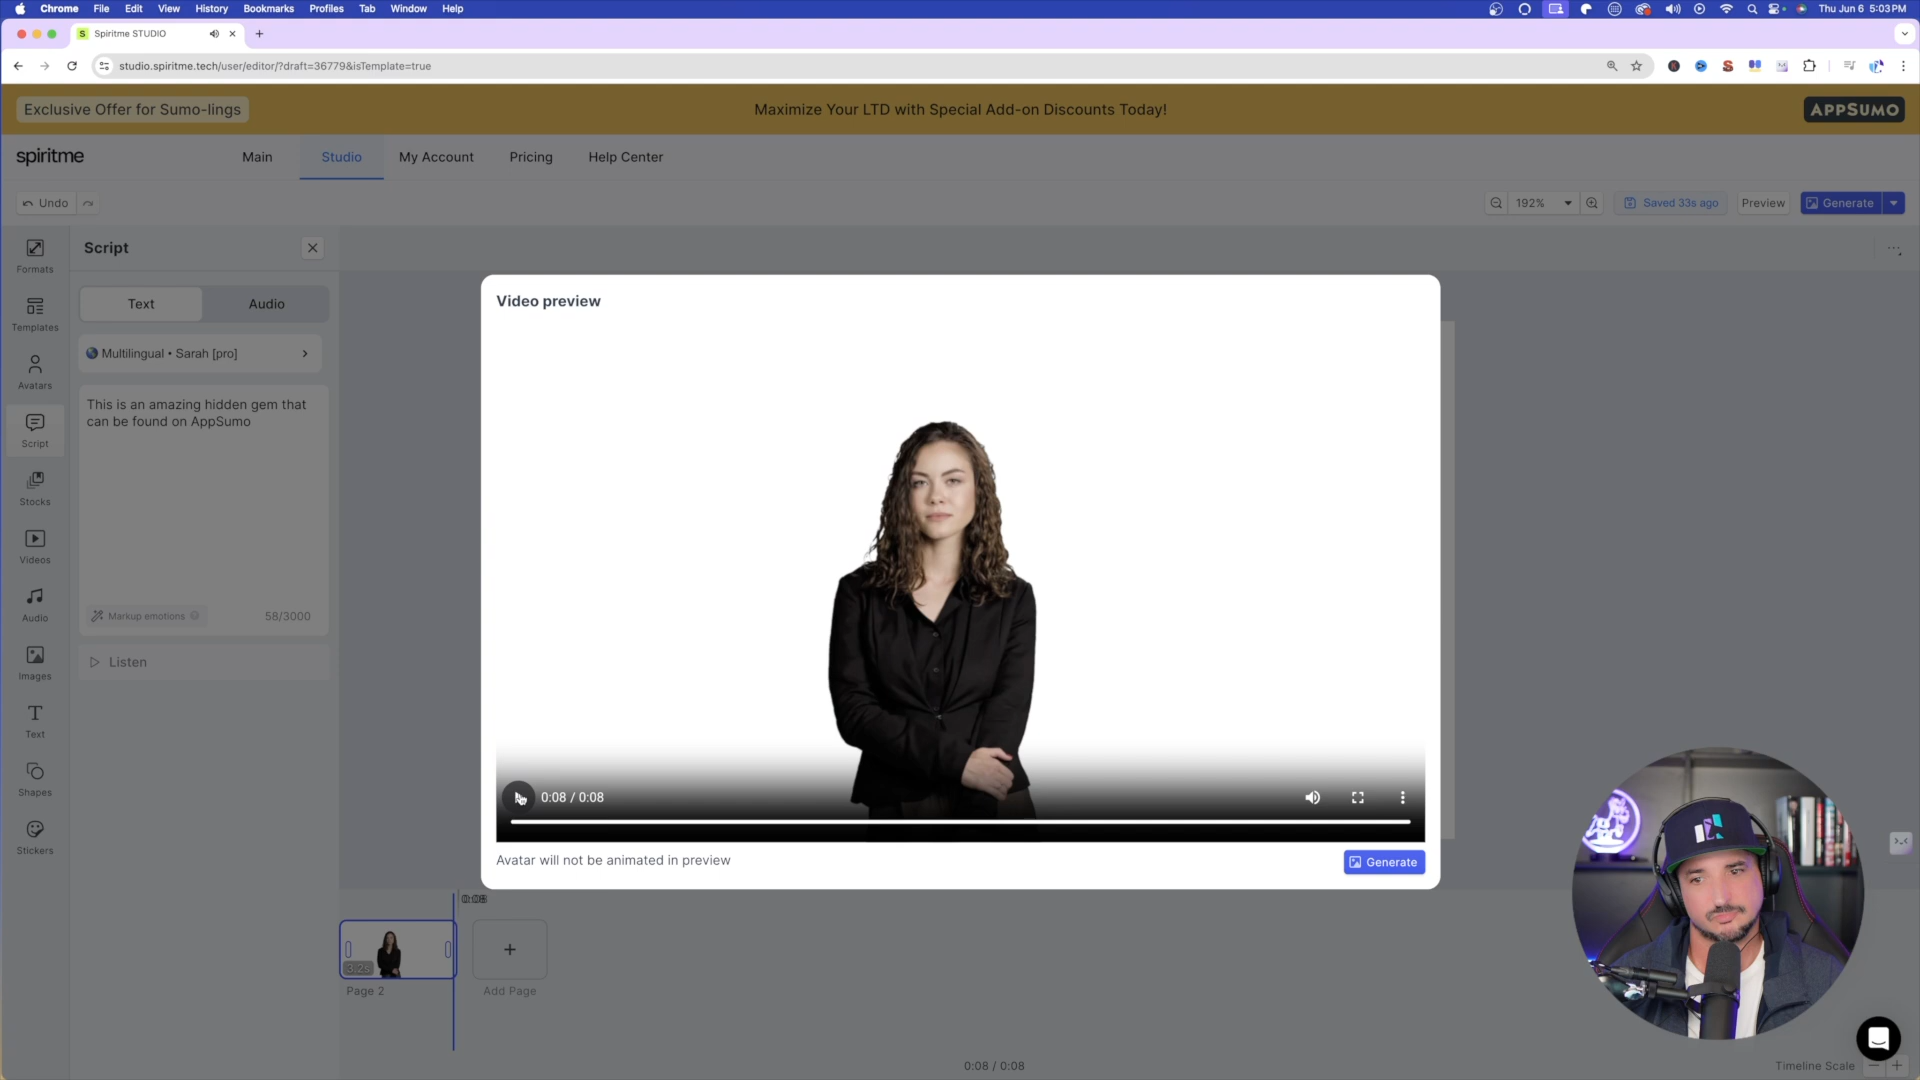 Chrome File Edit View History Bookmarks Profiles Tab Window Help
Thu Jun 6 5:03 PM
S Spiritme STUDIO
studio.spiritme.tech/user/editor/?draft=36779&isTemplate=true
Exclusive Offer for Sumo-lings
Maximize Your LTD with Special Add-on Discounts Today!
APPSUMO
spiritme
Main
Studio
My Account
Pricing
Help Center
Undo
192%
Saved 33s ago
Preview
Generate
Formats
Templates
Avatars
Script
Stocks
Videos
Audio
Images
Text
Shapes
Stickers
Script
Text
Audio
Multilingual • Sarah [pro]
This is an amazing hidden gem that
can be found on AppSumo
Markup emotions
58/3000
Listen
Video preview
0:08 / 0:08
Avatar will not be animated in preview
Generate
0:08
3.2s
Page 2
Add Page
0:08 / 0:08
Timeline Scale